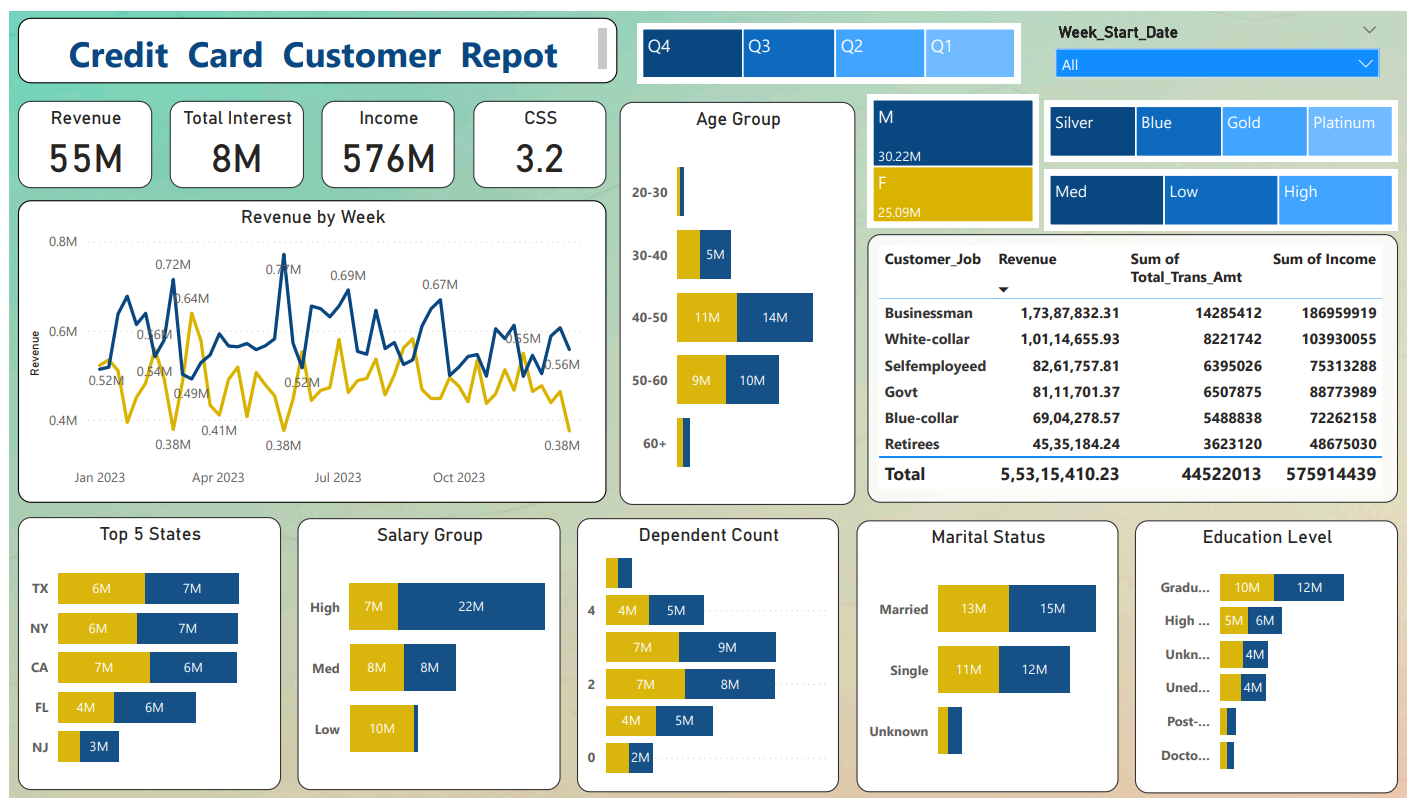 Credit Card Customer Repot
Q4
Q3
Q2
Q1
Week_Start_Date
All
Revenue
55M
Total Interest
8M
Income
576M
CSS
3.2
Revenue by Week
Revenue
0.8M
0.6M
0.4M
0.52M
0.56M
0.54M
0.72M
0.38M
0.64M
0.49M
0.41M
0.77M
0.38M
0.52M
0.69M
0.67M
0.55M
0.56M
0.38M
Jan 2023
Apr 2023
Jul 2023
Oct 2023
Age Group
20-30
30-40
5M
40-50
11M
14M
50-60
9M
10M
60+
M
30.22M
F
25.09M
Silver
Blue
Gold
Platinum
Med
Low
High
Customer_Job Revenue Sum of Total_Trans_Amt Sum of Income
Businessman 1,73,87,832.31 14285412 186959919
White-collar 1,01,14,655.93 8221742 103930055
Selfemployeed 82,61,757.81 6395026 75313288
Govt 81,11,701.37 6507875 88773989
Blue-collar 69,04,278.57 5488838 72262158
Retirees 45,35,184.24 3623120 48675030
Total 5,53,15,410.23 44522013 575914439
Top 5 States
TX 6M 7M
NY 6M 7M
CA 7M 6M
FL 4M 6M
NJ 3M
Salary Group
High 7M 22M
Med 8M 8M
Low 10M
Dependent Count
4 4M 5M
7M 9M
2 7M 8M
4M 5M
0 2M
Marital Status
Married 13M 15M
Single 11M 12M
Unknown
Education Level
Gradu... 10M 12M
High ... 5M 6M
Unkn... 4M
Uned... 4M
Post-...
Docto...